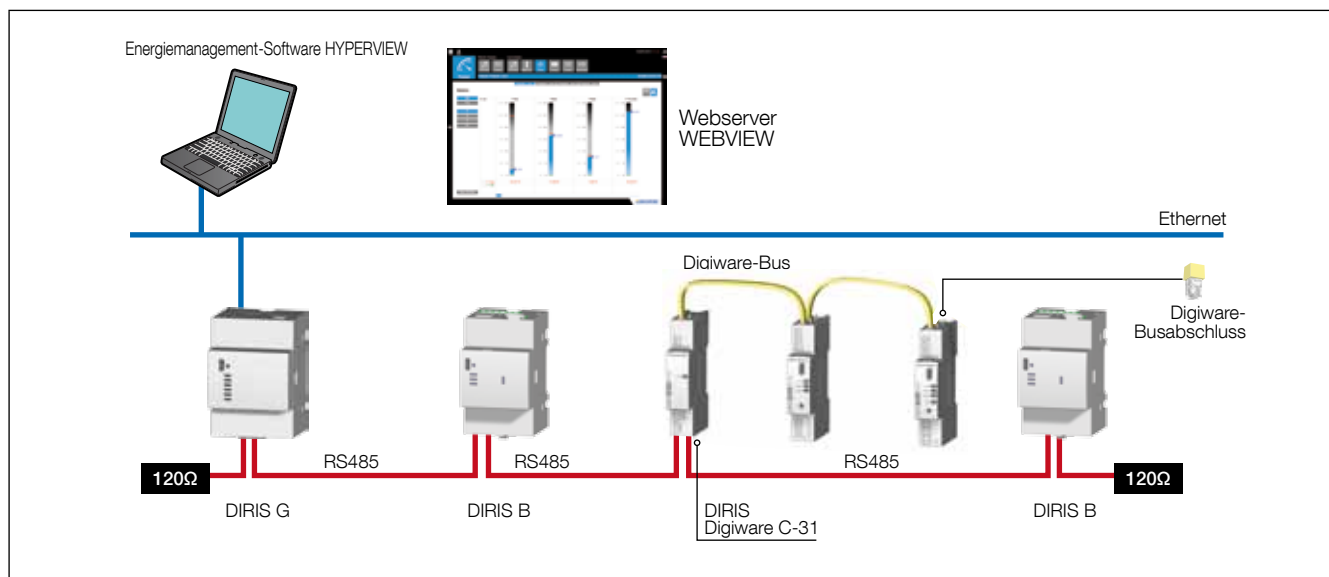 Energiemanagement-Software HYPERVIEW
Webserver
WEBVIEW
Ethernet
Digiware-Bus
Digiware-
Busabschluss
RS485
RS485
RS485
120Ω
120Ω
DIRIS G
DIRIS B
DIRIS
Digiware C-31
DIRIS B